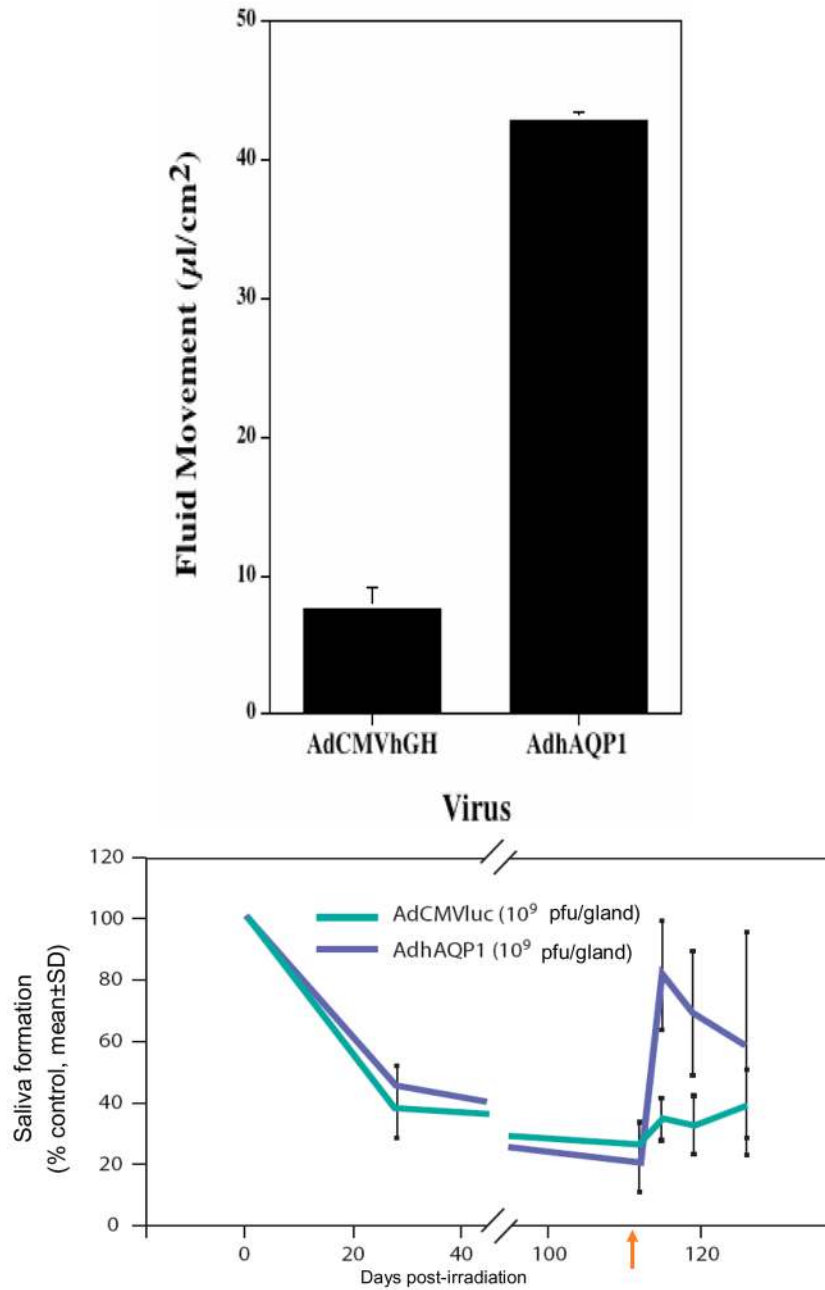 50
40
30
20
10
0
Fluid Movement (µl/cm²)
AdCMVhGH AdhAQP1
Virus
120
100
80
60
40
20
0
Saliva formation
(% control, mean±SD)
AdCMVluc (10⁹ pfu/gland)
AdhAQP1 (10⁹ pfu/gland)
0 20 40 100 120
Days post-irradiation